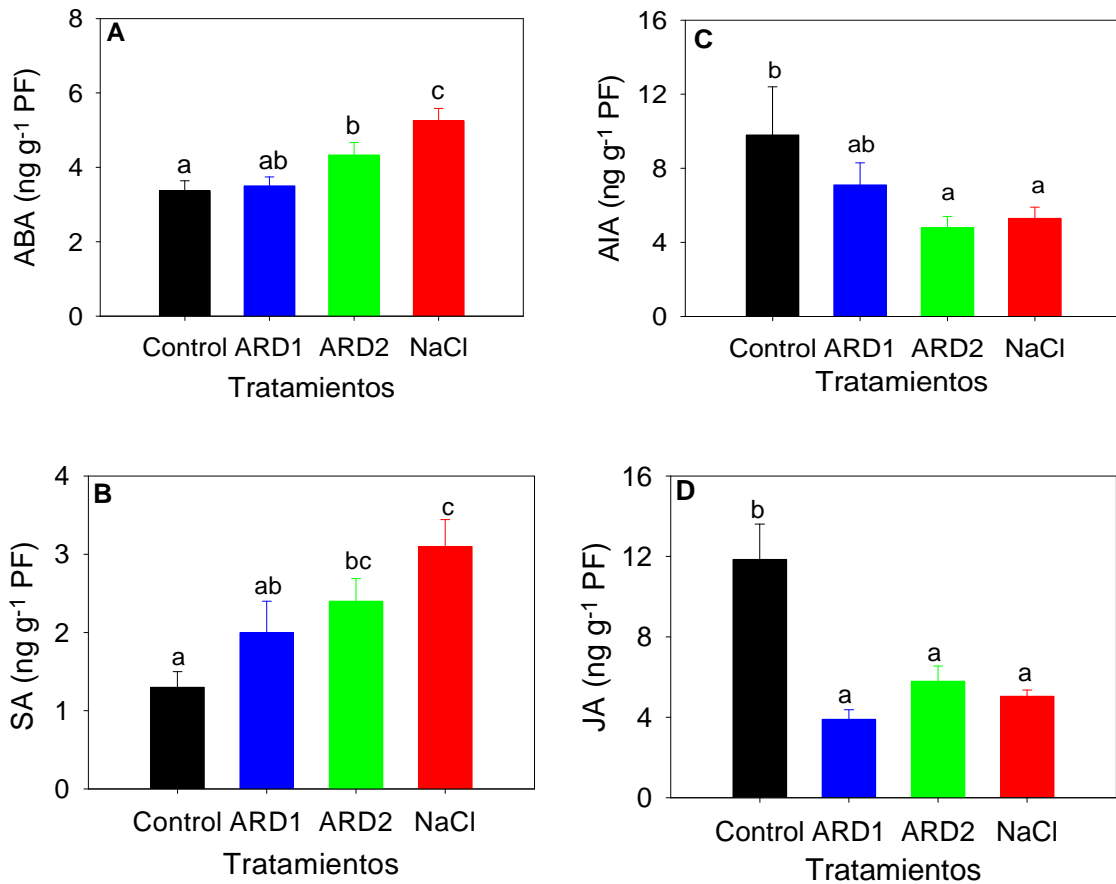 A
ABA (ng g⁻¹ PF)
8
6
4
2
0
a
ab
b
c
Control ARD1 ARD2 NaCl
Tratamientos
C
AIA (ng g⁻¹ PF)
16
12
8
4
0
b
ab
a
a
Control ARD1 ARD2 NaCl
Tratamientos
B
SA (ng g⁻¹ PF)
4
3
2
1
0
a
ab
bc
c
Control ARD1 ARD2 NaCl
Tratamientos
D
JA (ng g⁻¹ PF)
16
12
8
4
0
b
a
a
a
Control ARD1 ARD2 NaCl
Tratamientos